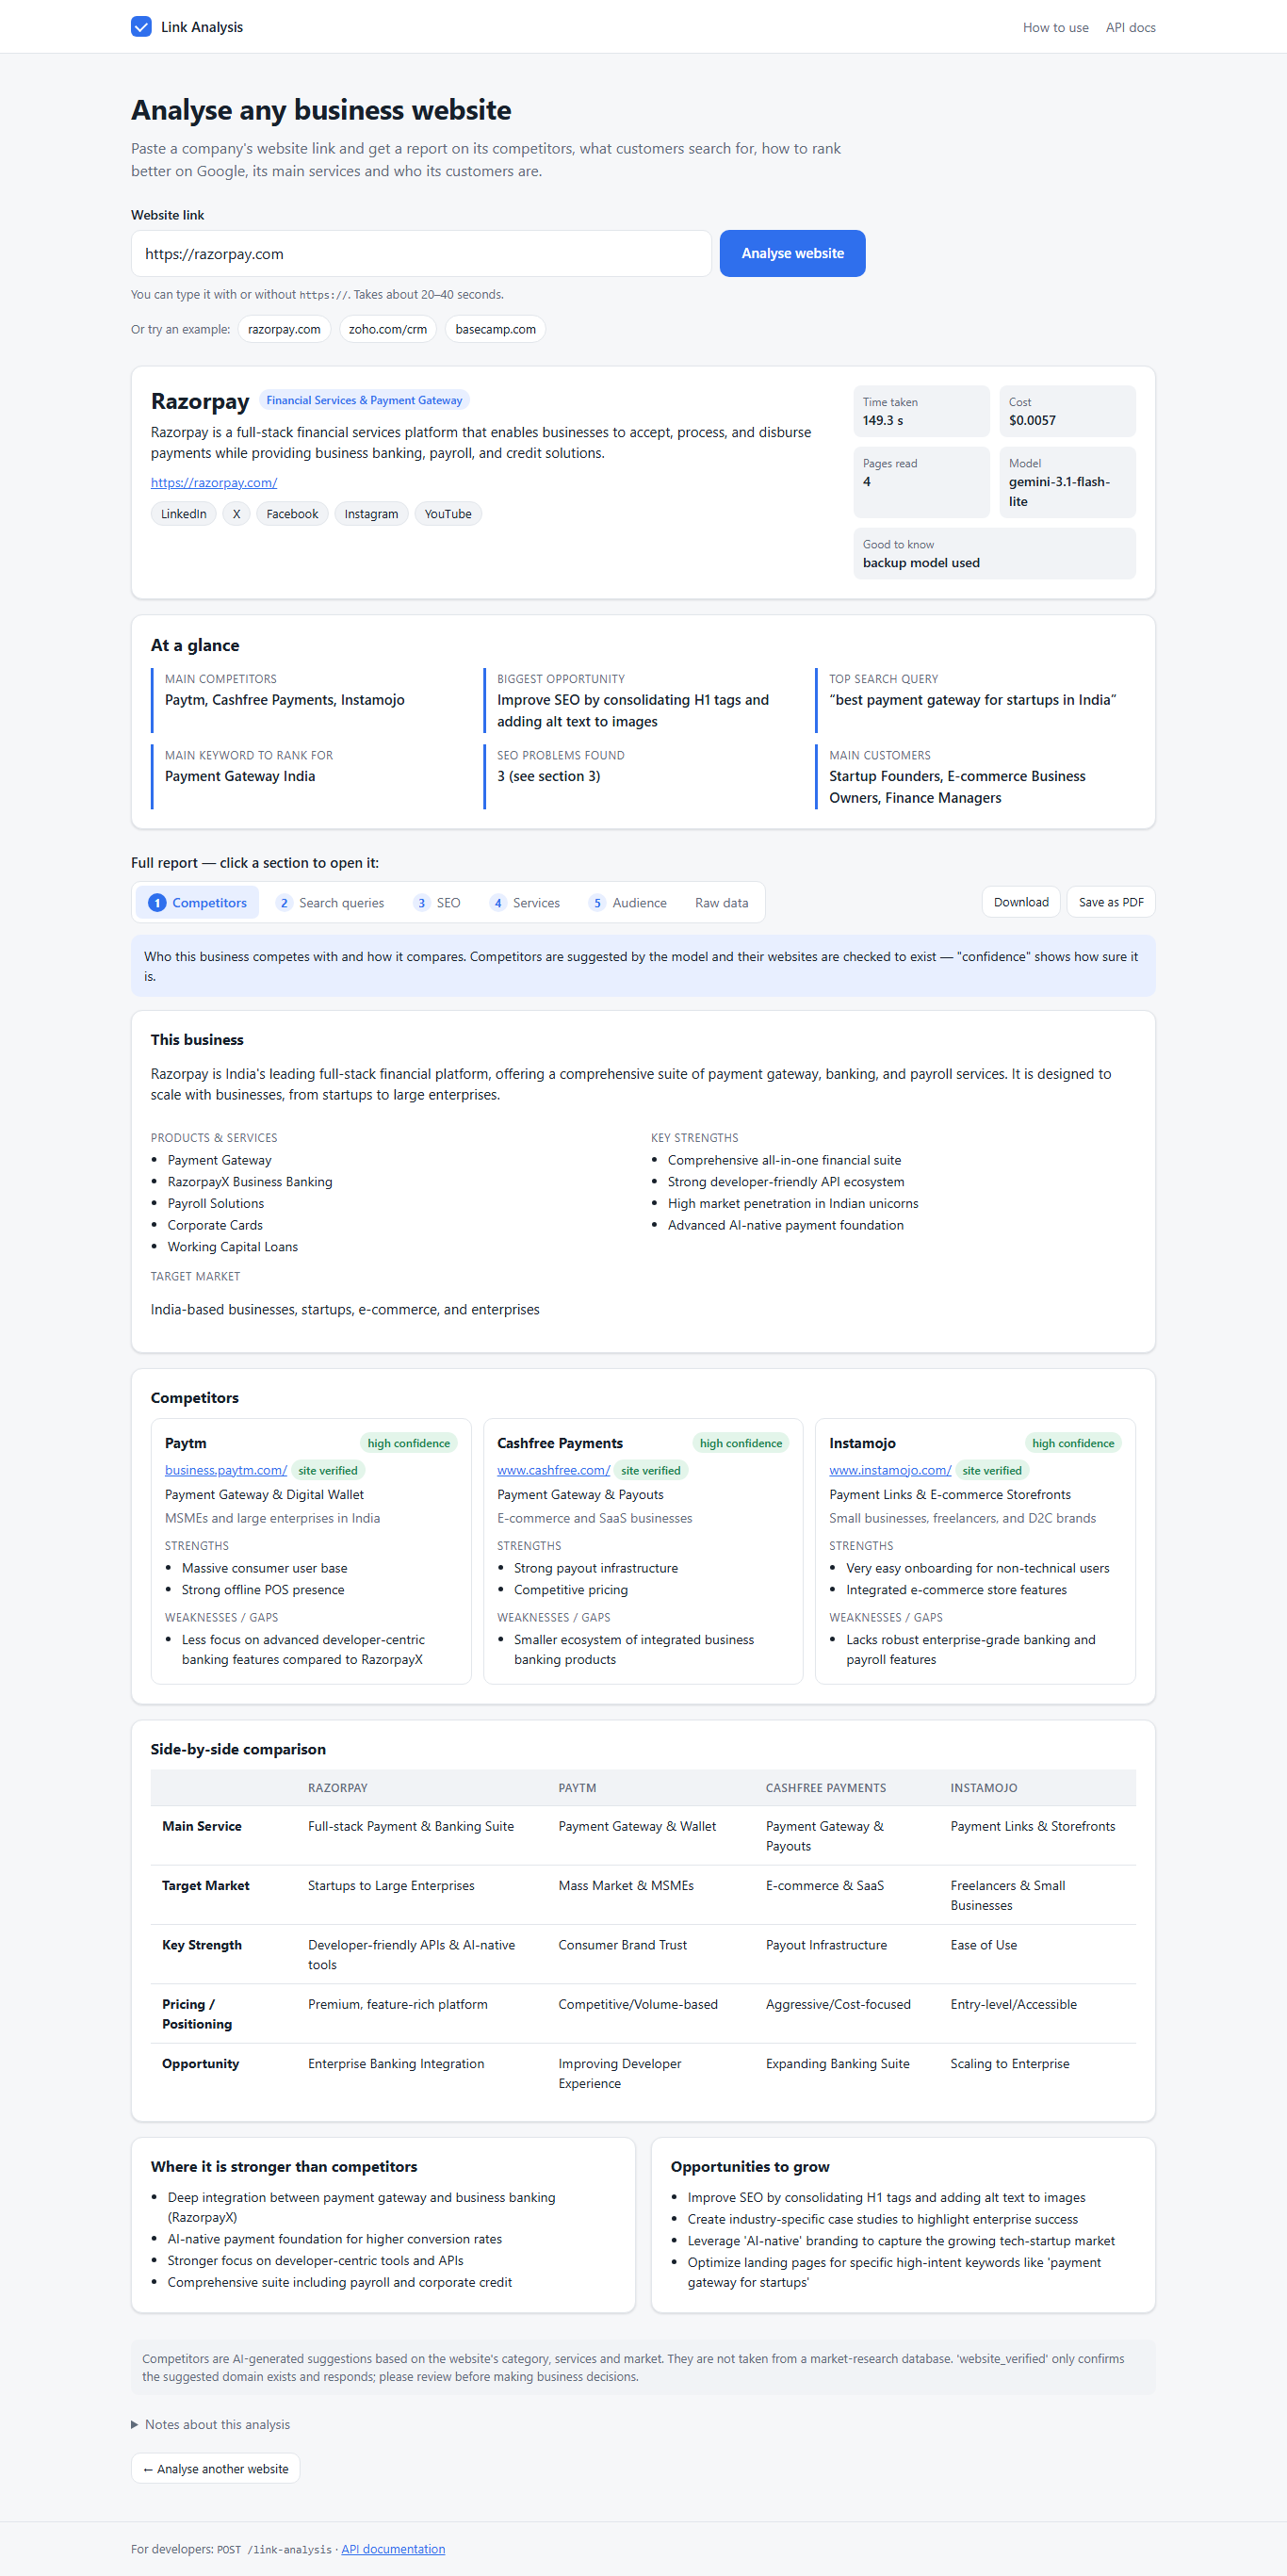 Link Analysis
How to use
API docs
Analyse any business website
Paste a company's website link and get a report on its competitors, what customers search for, how to rank
better on Google, its main services and who its customers are.
Website link
https://razorpay.com
Analyse website
You can type it with or without https://. Takes about 20–40 seconds.
Or try an example:
razorpay.com
zoho.com/crm
basecamp.com
Razorpay
Financial Services & Payment Gateway
Razorpay is a full-stack financial services platform that enables businesses to accept, process, and disburse
payments while providing business banking, payroll, and credit solutions.
https://razorpay.com/
LinkedIn
X
Facebook
Instagram
YouTube
Time taken
149.3 s
Cost
$0.0057
Pages read
4
Model
gemini-3.1-flash-
lite
Good to know
backup model used
At a glance
MAIN COMPETITORS
Paytm, Cashfree Payments, Instamojo
BIGGEST OPPORTUNITY
Improve SEO by consolidating H1 tags and
adding alt text to images
TOP SEARCH QUERY
“best payment gateway for startups in India”
MAIN KEYWORD TO RANK FOR
Payment Gateway India
SEO PROBLEMS FOUND
3 (see section 3)
MAIN CUSTOMERS
Startup Founders, E-commerce Business
Owners, Finance Managers
Full report — click a section to open it:
1 Competitors
2 Search queries
3 SEO
4 Services
5 Audience
Raw data
Download
Save as PDF
Who this business competes with and how it compares. Competitors are suggested by the model and their websites are checked to exist — "confidence" shows how sure it
is.
This business
Razorpay is India's leading full-stack financial platform, offering a comprehensive suite of payment gateway, banking, and payroll services. It is designed to
scale with businesses, from startups to large enterprises.
PRODUCTS & SERVICES
• Payment Gateway
• RazorpayX Business Banking
• Payroll Solutions
• Corporate Cards
• Working Capital Loans
KEY STRENGTHS
• Comprehensive all-in-one financial suite
• Strong developer-friendly API ecosystem
• High market penetration in Indian unicorns
• Advanced AI-native payment foundation
TARGET MARKET
India-based businesses, startups, e-commerce, and enterprises
Competitors
Paytm
high confidence
business.paytm.com/ site verified
Payment Gateway & Digital Wallet
MSMEs and large enterprises in India
STRENGTHS
• Massive consumer user base
• Strong offline POS presence
WEAKNESSES / GAPS
• Less focus on advanced developer-centric
banking features compared to RazorpayX
Cashfree Payments
high confidence
www.cashfree.com/ site verified
Payment Gateway & Payouts
E-commerce and SaaS businesses
STRENGTHS
• Strong payout infrastructure
• Competitive pricing
WEAKNESSES / GAPS
• Smaller ecosystem of integrated business
banking products
Instamojo
high confidence
www.instamojo.com/ site verified
Payment Links & E-commerce Storefronts
Small businesses, freelancers, and D2C brands
STRENGTHS
• Very easy onboarding for non-technical users
• Integrated e-commerce store features
WEAKNESSES / GAPS
• Lacks robust enterprise-grade banking and
payroll features
Side-by-side comparison
RAZORPAY PAYTM CASHFREE PAYMENTS INSTAMOJO
Main Service
Full-stack Payment & Banking Suite
Payment Gateway & Wallet
Payment Gateway &
Payouts
Payment Links & Storefronts
Target Market
Startups to Large Enterprises
Mass Market & MSMEs
E-commerce & SaaS
Freelancers & Small
Businesses
Key Strength
Developer-friendly APIs & AI-native
tools
Consumer Brand Trust
Payout Infrastructure
Ease of Use
Pricing /
Positioning
Premium, feature-rich platform
Competitive/Volume-based
Aggressive/Cost-focused
Entry-level/Accessible
Opportunity
Enterprise Banking Integration
Improving Developer
Experience
Expanding Banking Suite
Scaling to Enterprise
Where it is stronger than competitors
• Deep integration between payment gateway and business banking
(RazorpayX)
• AI-native payment foundation for higher conversion rates
• Stronger focus on developer-centric tools and APIs
• Comprehensive suite including payroll and corporate credit
Opportunities to grow
• Improve SEO by consolidating H1 tags and adding alt text to images
• Create industry-specific case studies to highlight enterprise success
• Leverage 'AI-native' branding to capture the growing tech-startup market
• Optimize landing pages for specific high-intent keywords like 'payment
gateway for startups'
Competitors are AI-generated suggestions based on the website's category, services and market. They are not taken from a market-research database. 'website_verified' only confirms
the suggested domain exists and responds; please review before making business decisions.
▶ Notes about this analysis
← Analyse another website
For developers: POST /link-analysis · API documentation